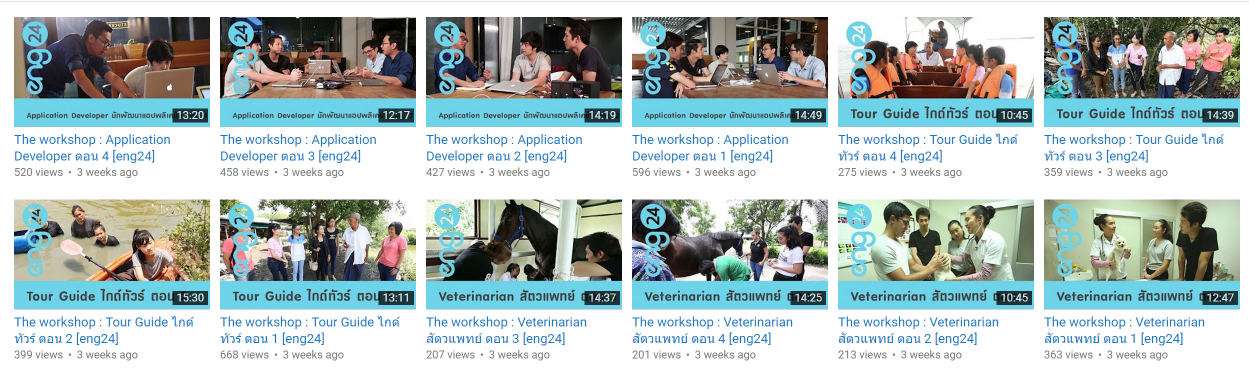 eng24
Application Developer นักพัฒนาแอปพลิเค
13:20
The workshop : Application
Developer ตอน 4 [eng24]
520 views • 3 weeks ago
eng24
Application Developer นักพัฒนาแอปพลิเค
12:17
The workshop : Application
Developer ตอน 3 [eng24]
458 views • 3 weeks ago
eng24
Application Developer นักพัฒนาแอปพลิเค
14:19
The workshop : Application
Developer ตอน 2 [eng24]
427 views • 3 weeks ago
eng24
Application Developer นักพัฒนาแอปพลิเค
14:49
The workshop : Application
Developer ตอน 1 [eng24]
596 views • 3 weeks ago
eng24
Tour Guide ไกด์ทัวร์ ตอน
10:45
The workshop : Tour Guide ไกด์
ทัวร์ ตอน 4 [eng24]
275 views • 3 weeks ago
eng24
Tour Guide ไกด์ทัวร์ ตอน
14:39
The workshop : Tour Guide ไกด์
ทัวร์ ตอน 3 [eng24]
359 views • 3 weeks ago
eng24
Tour Guide ไกด์ทัวร์ ตอน
15:30
The workshop : Tour Guide ไกด์
ทัวร์ ตอน 2 [eng24]
399 views • 3 weeks ago
eng24
Tour Guide ไกด์ทัวร์ ตอน
13:11
The workshop : Tour Guide ไกด์
ทัวร์ ตอน 1 [eng24]
668 views • 3 weeks ago
eng24
Veterinarian สัตวแพทย์
14:37
The workshop : Veterinarian
สัตวแพทย์ ตอน 3 [eng24]
207 views • 3 weeks ago
eng24
Veterinarian สัตวแพทย์
14:25
The workshop : Veterinarian
สัตวแพทย์ ตอน 4 [eng24]
201 views • 3 weeks ago
eng24
Veterinarian สัตวแพทย์
10:45
The workshop : Veterinarian
สัตวแพทย์ ตอน 2 [eng24]
213 views • 3 weeks ago
eng24
Veterinarian สัตวแพทย์
12:47
The workshop : Veterinarian
สัตวแพทย์ ตอน 1 [eng24]
363 views • 3 weeks ago